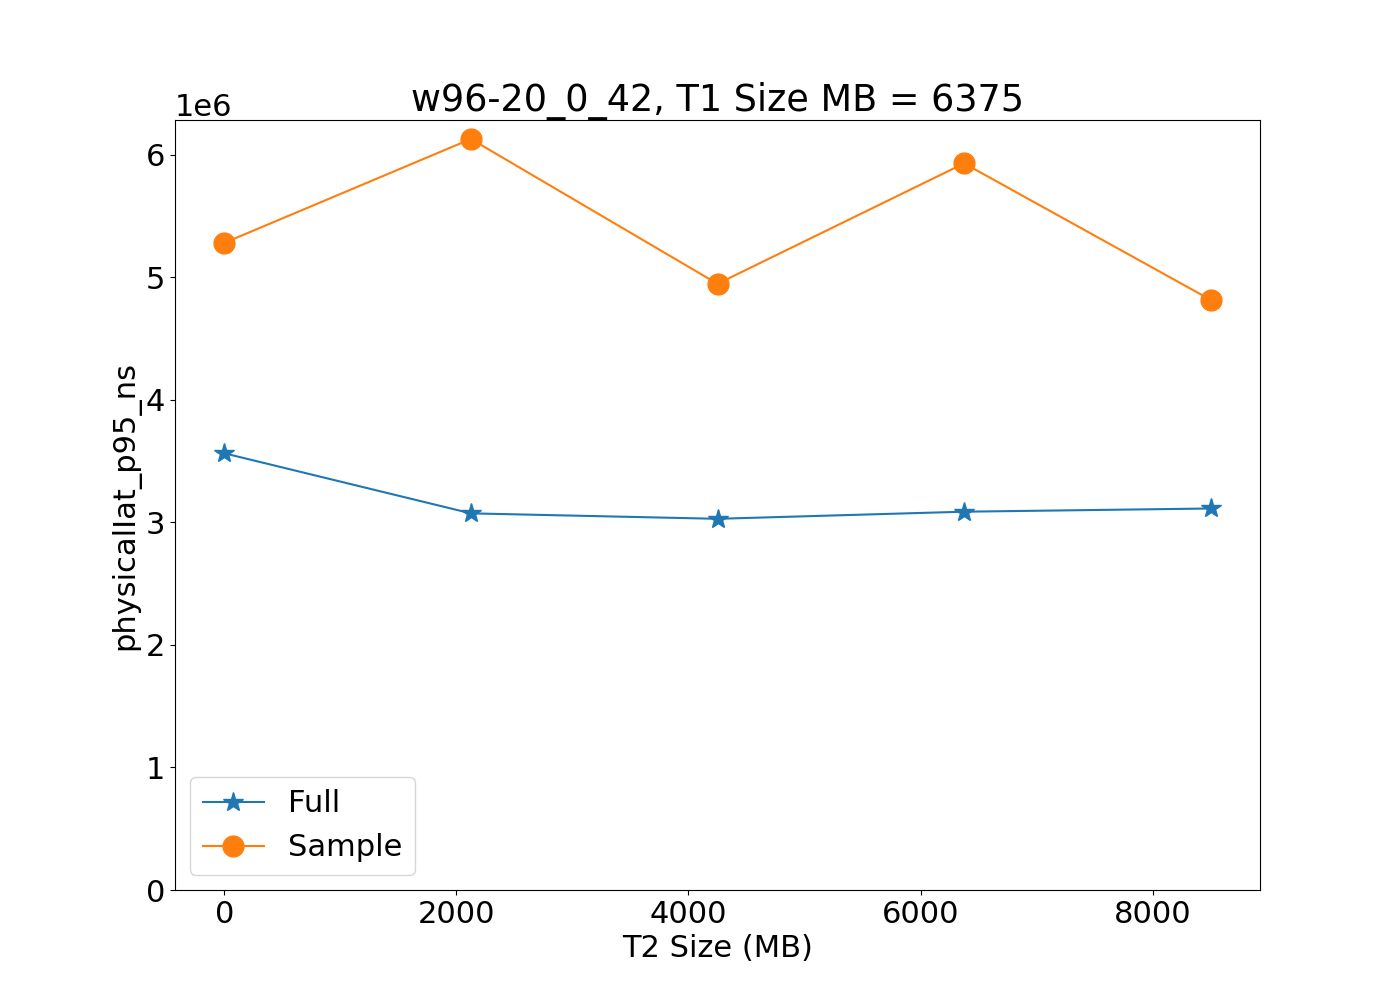 w96-20_0_42, T1 Size MB = 6375
1e6
6
5
4
3
2
1
0
physicallat_p95_ns
Full
Sample
0 2000 4000 6000 8000
T2 Size (MB)